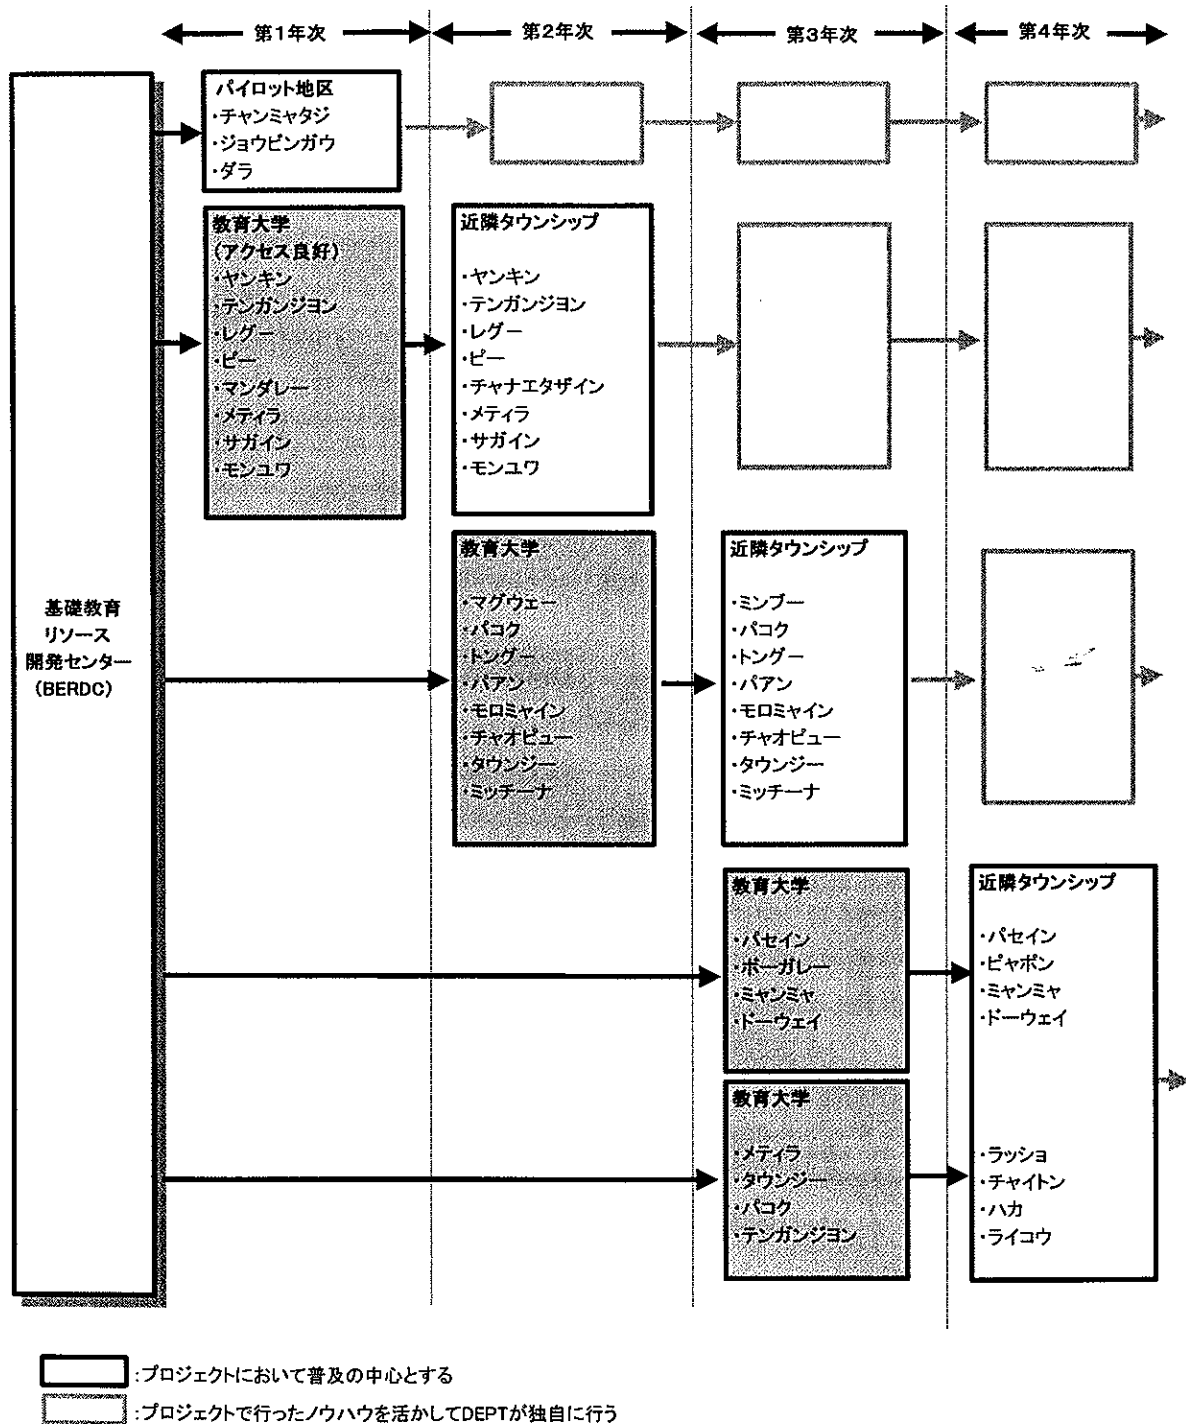 第1年次
第2年次
第3年次
第4年次
基礎教育
リソース
開発センター
(BERDC)
パイロット地区
・チャンミャタジ
・ジョウビンガウ
・ダラ
教育大学
(アクセス良好)
・ヤンキン
・テンガンジヨン
・レグー
・ピー
・マンダレー
・メティラ
・サガイン
・モンユワ
近隣タウンシップ
・ヤンキン
・テンガンジヨン
・レグー
・ピー
・チャナエタザイン
・メティラ
・サガイン
・モンユワ
教育大学
・マグウェー
・パコク
・トングー
・パアン
・モロミャイン
・チャオピュー
・タウンジー
・ミッチーナ
近隣タウンシップ
・ミンブー
・パコク
・トングー
・パアン
・モロミャイン
・チャオピュー
・タウンジー
・ミッチーナ
教育大学
・パセイン
・ボーガレー
・ミャンミャ
・ドーウェイ
教育大学
・メティラ
・タウンジー
・パコク
・テンガンジヨン
近隣タウンシップ
・パセイン
・ピャポン
・ミャンミャ
・ドーウェイ
・ラッショ
・チャイトン
・ハカ
・ライコウ
:プロジェクトにおいて普及の中心とする
:プロジェクトで行ったノウハウを活かしてDEPTが独自に行う